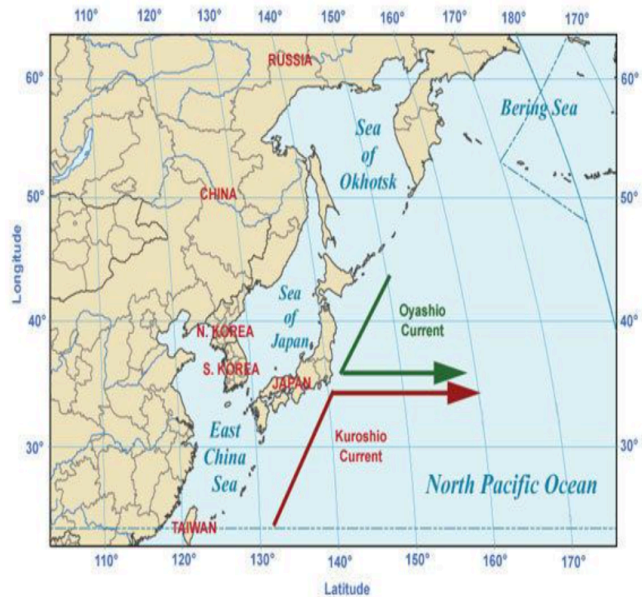 110° 120° 130° 140° 150° 160° 170° 180° 170°
RUSSIA
60° 60°
Bering Sea
Sea
of
Okhotsk
CHINA
50° 50°
Longitude
Sea
of
Japan
Oyashio
Current
40° 40°
N. KOREA
S. KOREA
JAPAN
East
China
Sea
Kuroshio
Current
30° 30°
North Pacific Ocean
TAIWAN
110° 120° 130° 140° 150° 160° 170°
Latitude